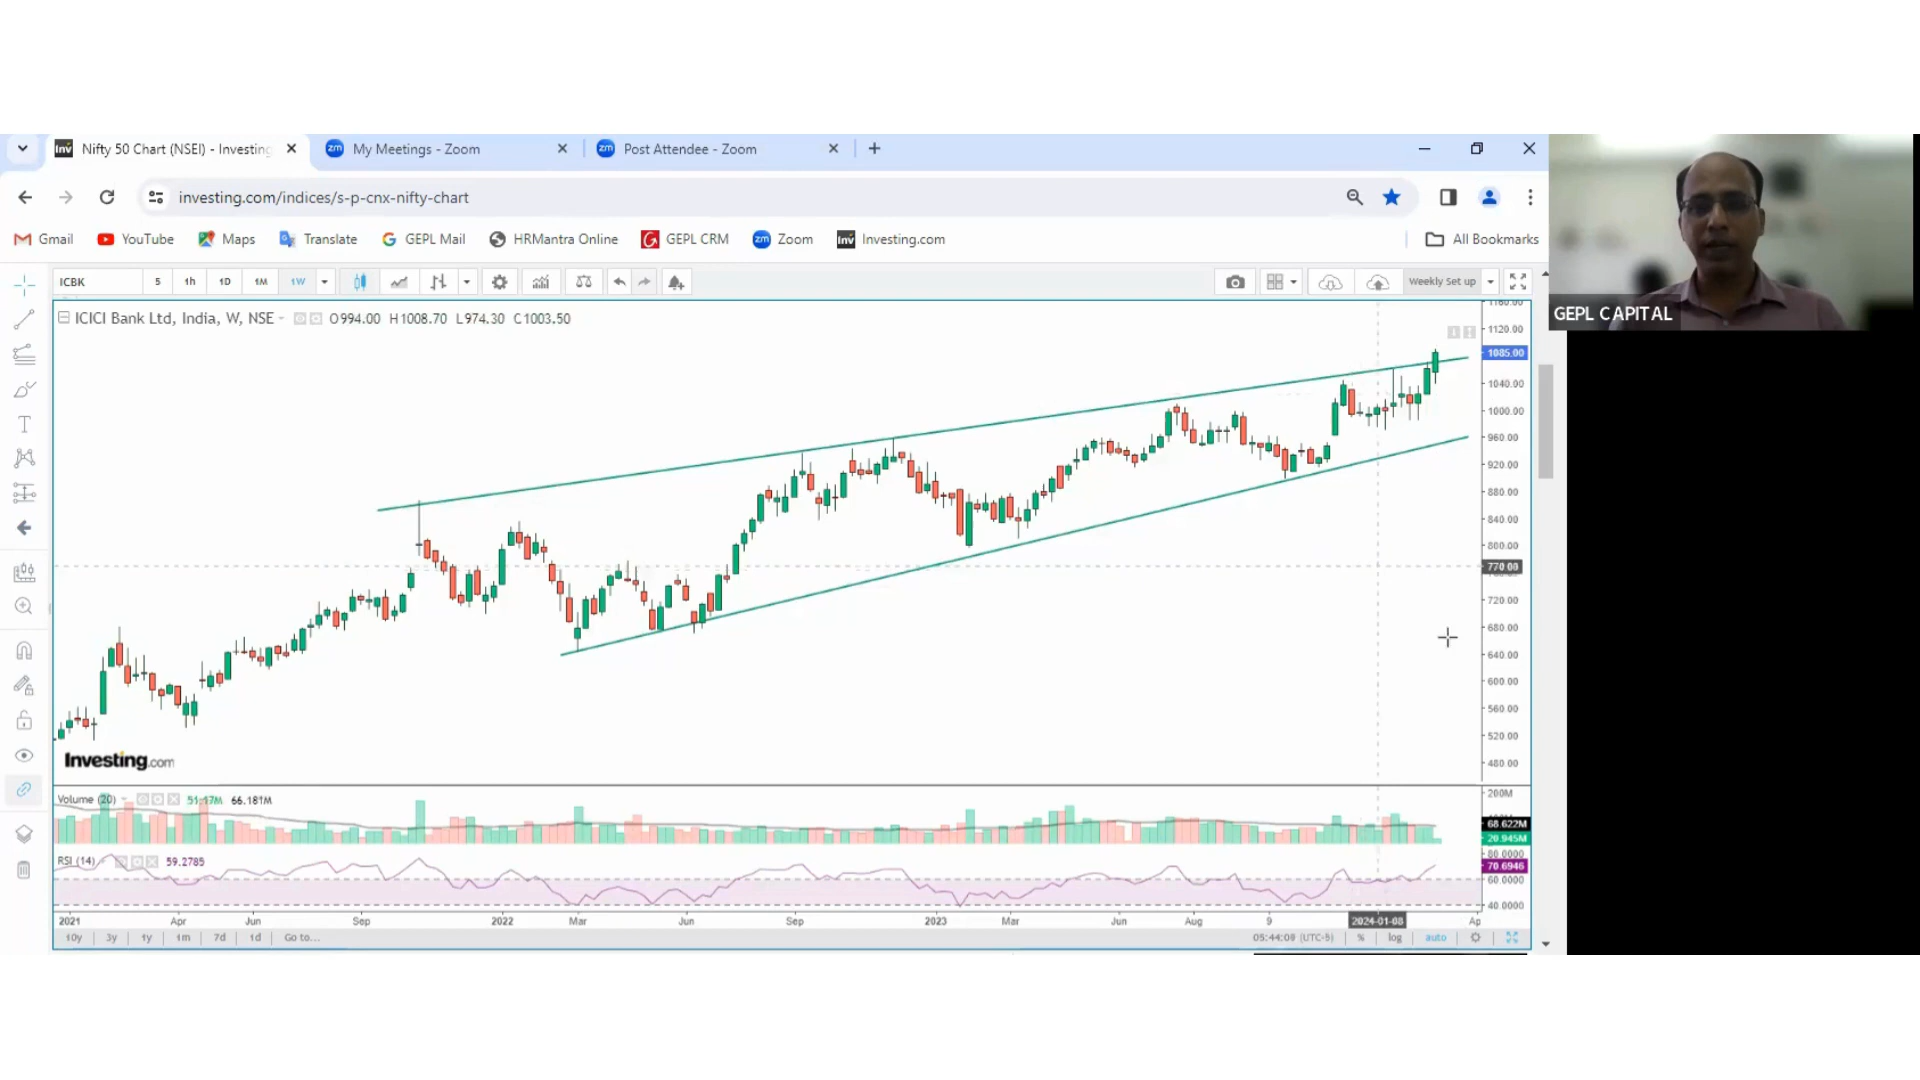 Nifty 50 Chart (NSEI) - Investing
My Meetings - Zoom
Post Attendee - Zoom
investing.com/indices/s-p-cnx-nifty-chart
Gmail YouTube Maps Translate GEPL Mail HRMantra Online GEPL CRM Zoom Investing.com All Bookmarks
ICBK 5 1h 1D 1M 1W Weekly Set up
ICICI Bank Ltd, India, W, NSE O994.00 H1008.70 L974.30 C1003.50
GEPL CAPITAL
1160.00
1120.00
1085.00
1040.00
1000.00
960.00
920.00
880.00
840.00
800.00
770.00
720.00
680.00
640.00
600.00
560.00
520.00
480.00
Investing.com
Volume (20) 66.181M
200M
68.622M
20.945M
RSI (14) 59.2785
80.0000
70.6946
60.0000
40.0000
2021 Apr Jun Sep 2022 Mar Jun Sep 2023 Mar Jun Aug 9 2024-01-08 Ap
10y 3y 1y 1m 7d 1d Go to... 05:44:08 (UTC-5) % log auto